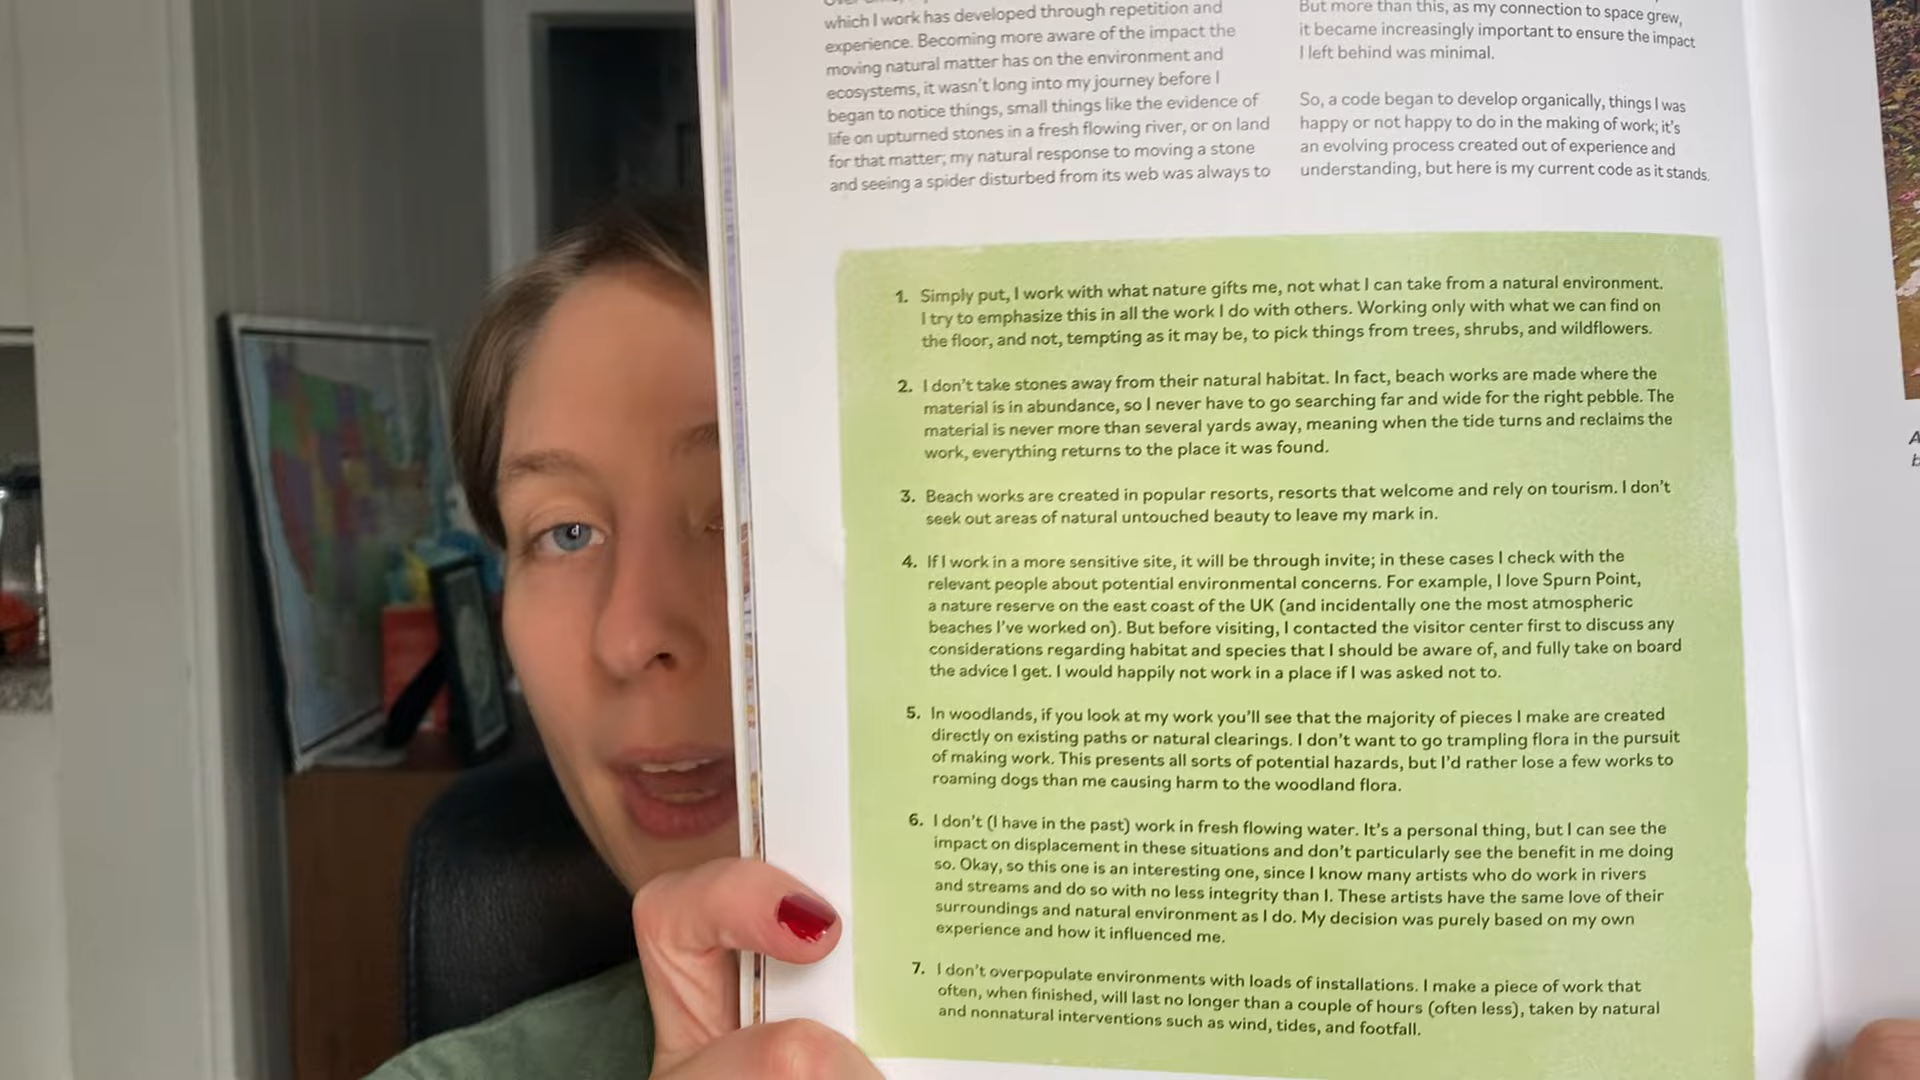 which I work has developed through repetition and
experience. Becoming more aware of the impact the
moving natural matter has on the environment and
ecosystems, it wasn't long into my journey before I
began to notice things, small things like the evidence of
life on upturned stones in a fresh flowing river, or on land
for that matter; my natural response to moving a stone
and seeing a spider disturbed from its web was always to
But more than this, as my connection to space grew,
it became increasingly important to ensure the impact
I left behind was minimal.
So, a code began to develop organically, things I was
happy or not happy to do in the making of work; it's
an evolving process created out of experience and
understanding, but here is my current code as it stands.
1. Simply put, I work with what nature gifts me, not what I can take from a natural environment.
I try to emphasize this in all the work I do with others. Working only with what we can find on
the floor, and not, tempting as it may be, to pick things from trees, shrubs, and wildflowers.
2. I don't take stones away from their natural habitat. In fact, beach works are made where the
material is in abundance, so I never have to go searching far and wide for the right pebble. The
material is never more than several yards away, meaning when the tide turns and reclaims the
work, everything returns to the place it was found.
3. Beach works are created in popular resorts, resorts that welcome and rely on tourism. I don't
seek out areas of natural untouched beauty to leave my mark in.
4. If I work in a more sensitive site, it will be through invite; in these cases I check with the
relevant people about potential environmental concerns. For example, I love Spurn Point,
a nature reserve on the east coast of the UK (and incidentally one the most atmospheric
beaches I've worked on). But before visiting, I contacted the visitor center first to discuss any
considerations regarding habitat and species that I should be aware of, and fully take on board
the advice I get. I would happily not work in a place if I was asked not to.
5. In woodlands, if you look at my work you'll see that the majority of pieces I make are created
directly on existing paths or natural clearings. I don't want to go trampling flora in the pursuit
of making work. This presents all sorts of potential hazards, but I'd rather lose a few works to
roaming dogs than me causing harm to the woodland flora.
6. I don't (I have in the past) work in fresh flowing water. It's a personal thing, but I can see the
impact on displacement in these situations and don't particularly see the benefit in me doing
so. Okay, so this one is an interesting one, since I know many artists who do work in rivers
and streams and do so with no less integrity than I. These artists have the same love of their
surroundings and natural environment as I do. My decision was purely based on my own
experience and how it influenced me.
7. I don't overpopulate environments with loads of installations. I make a piece of work that
often, when finished, will last no longer than a couple of hours (often less), taken by natural
and nonnatural interventions such as wind, tides, and footfall.